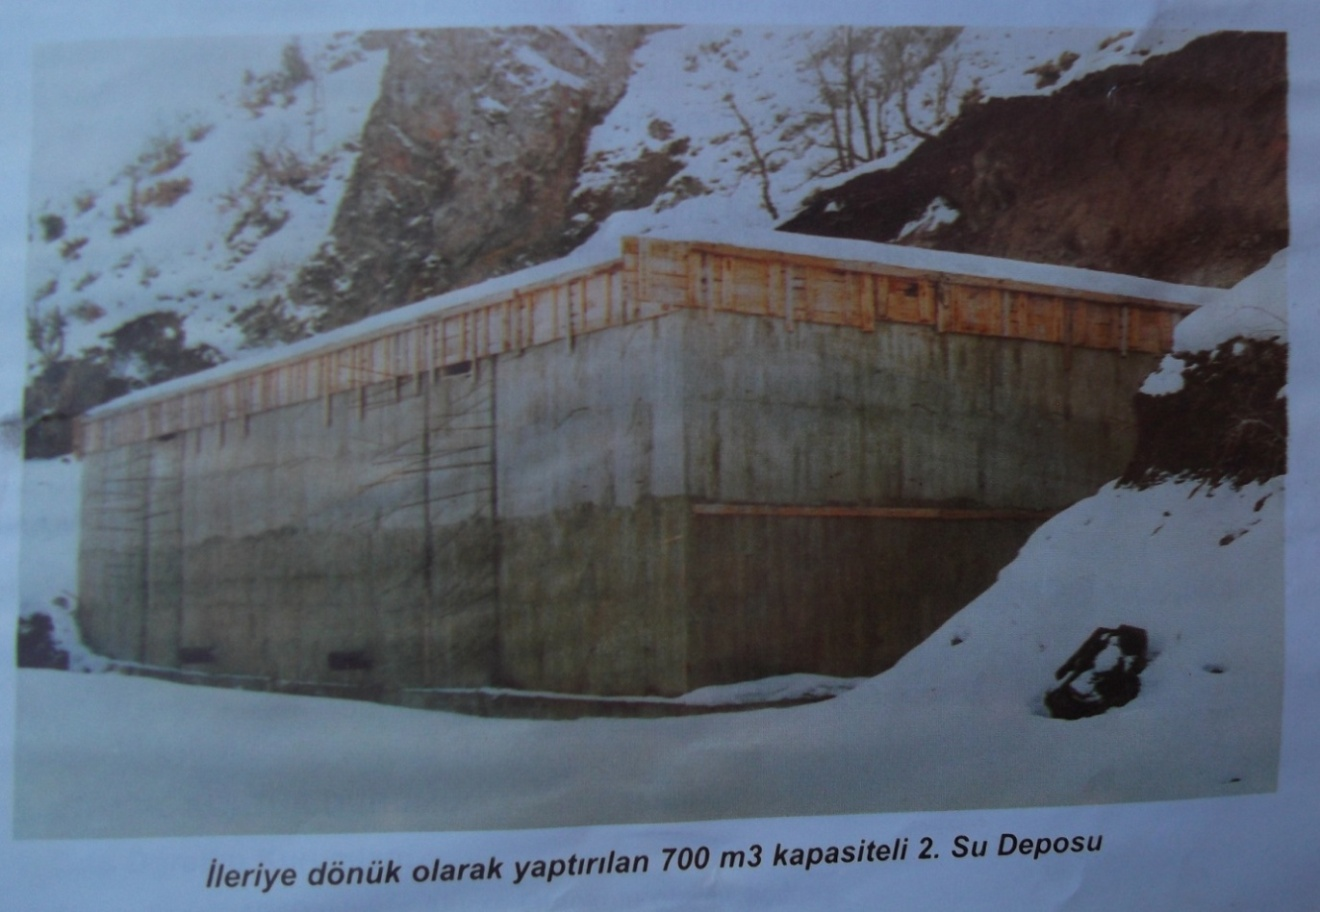 İleriye dönük olarak yaptırılan 700 m3 kapasiteli 2. Su Deposu